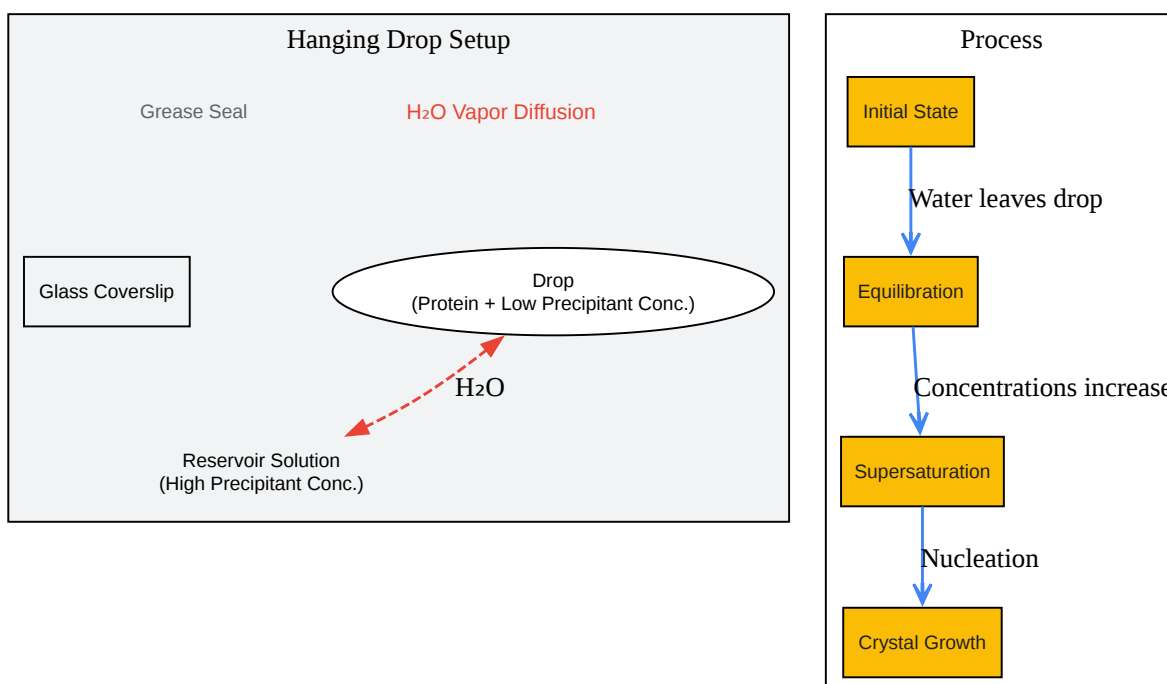 Hanging Drop Setup
Grease Seal
H₂O Vapor Diffusion
Glass Coverslip
Drop
(Protein + Low Precipitant Conc.)
H₂O
Reservoir Solution
(High Precipitant Conc.)
Process
Initial State
Water leaves drop
Equilibration
Concentrations increase
Supersaturation
Nucleation
Crystal Growth